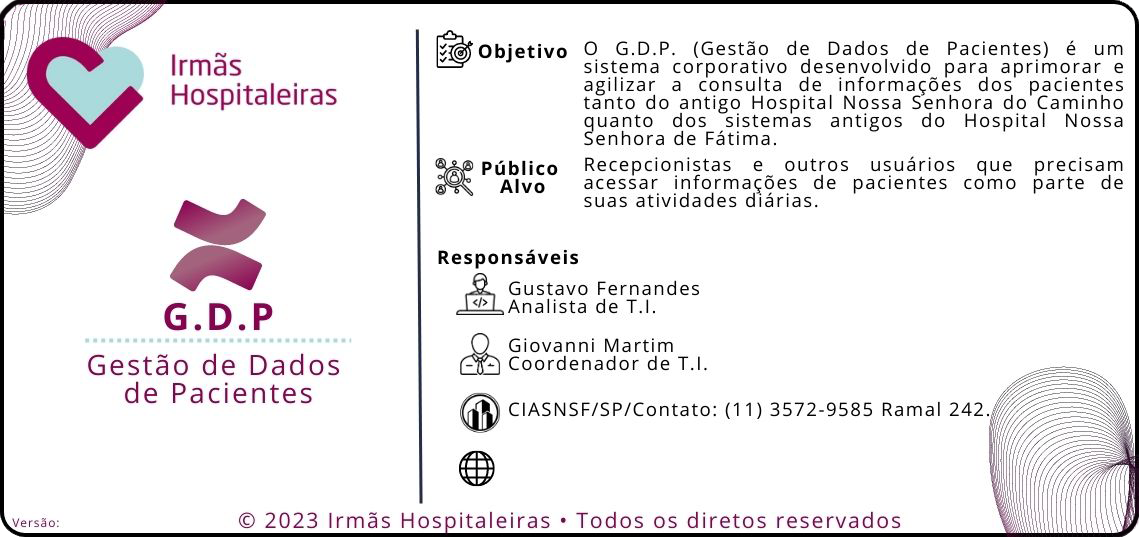 Irmãs
Hospitaleiras
G.D.P
Gestão de Dados
de Pacientes
Objetivo
O G.D.P. (Gestão de Dados de Pacientes) é um
sistema corporativo desenvolvido para aprimorar e
agilizar a consulta de informações dos pacientes
tanto do antigo Hospital Nossa Senhora do Caminho
quanto dos sistemas antigos do Hospital Nossa
Senhora de Fátima.
Público
Alvo
Recepcionistas e outros usuários que precisam
acessar informações de pacientes como parte de
suas atividades diárias.
Responsáveis
Gustavo Fernandes
Analista de T.I.
Giovanni Martim
Coordenador de T.I.
CIASNSF/SP/Contato: (11) 3572-9585 Ramal 242.
Versão:
© 2023 Irmãs Hospitaleiras • Todos os diretos reservados